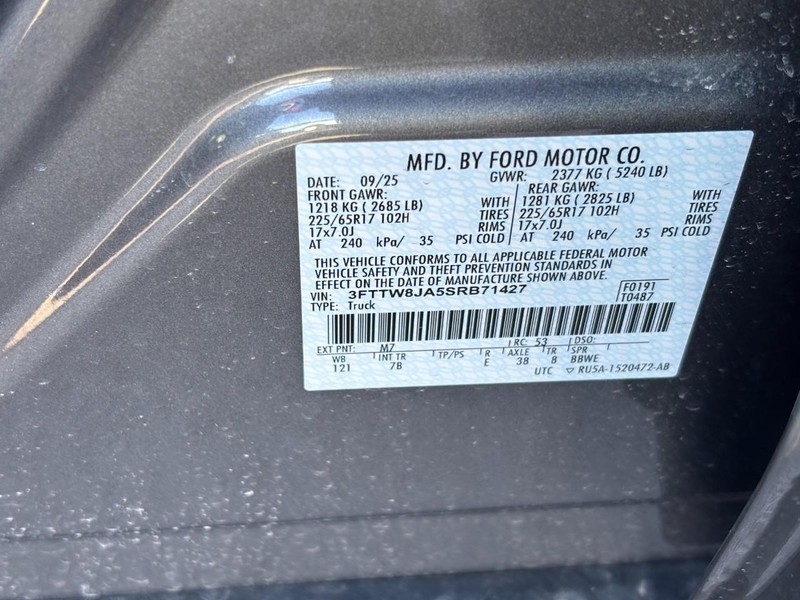 MFD. BY FORD MOTOR CO.
DATE: 09/25 GVWR: 2377 KG ( 5240 LB)
FRONT GAWR: REAR GAWR:
1218 KG ( 2685 LB) WITH 1281 KG ( 2825 LB) WITH
225/65R17 102H TIRES 225/65R17 102H TIRES
17x7.0J RIMS 17x7.0J RIMS
AT 240 kPa/ 35 PSI COLD AT 240 kPa/ 35 PSI COLD
THIS VEHICLE CONFORMS TO ALL APPLICABLE FEDERAL MOTOR
VEHICLE SAFETY AND THEFT PREVENTION STANDARDS IN
EFFECT ON THE DATE OF MANUFACTURE SHOWN ABOVE.
VIN: 3FTTW8JA5SRB71427 F0191
TYPE: Truck T0487
EXT PNT: M7 RC: 53 DSO:
WB INT TR TP/PS R AXLE TR SPR
121 7B E 38 8 BBWE
UTC ▽ RU5A-1520472-AB